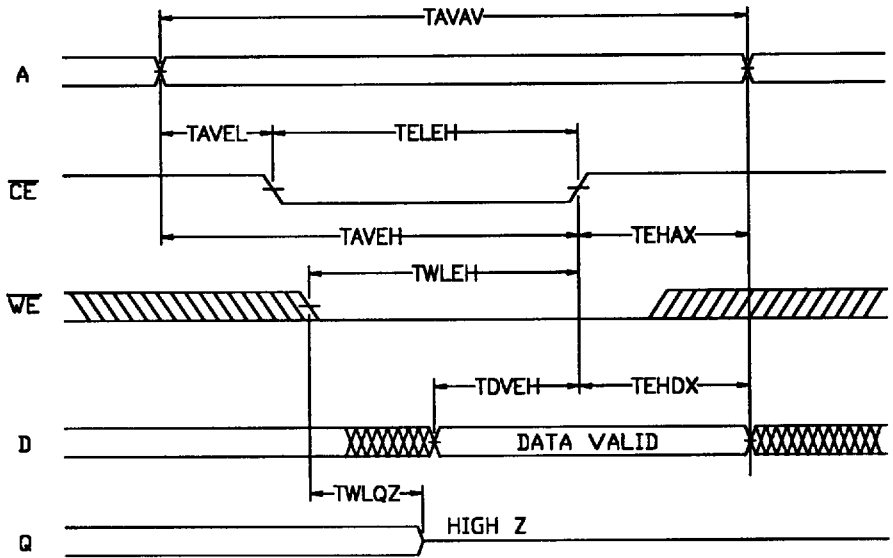 TAVAV
A
TAVEL TELEH
CE
TAVEH TEHAX
TWLEH
WE
TDVEH TEHDX
D DATA VALID
TWLQZ
Q HIGH Z